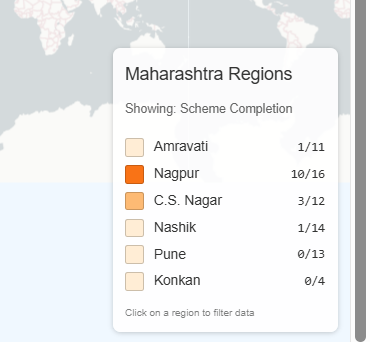 Maharashtra Regions
Showing: Scheme Completion
Amravati 1/11
Nagpur 10/16
C.S. Nagar 3/12
Nashik 1/14
Pune 0/13
Konkan 0/4
Click on a region to filter data